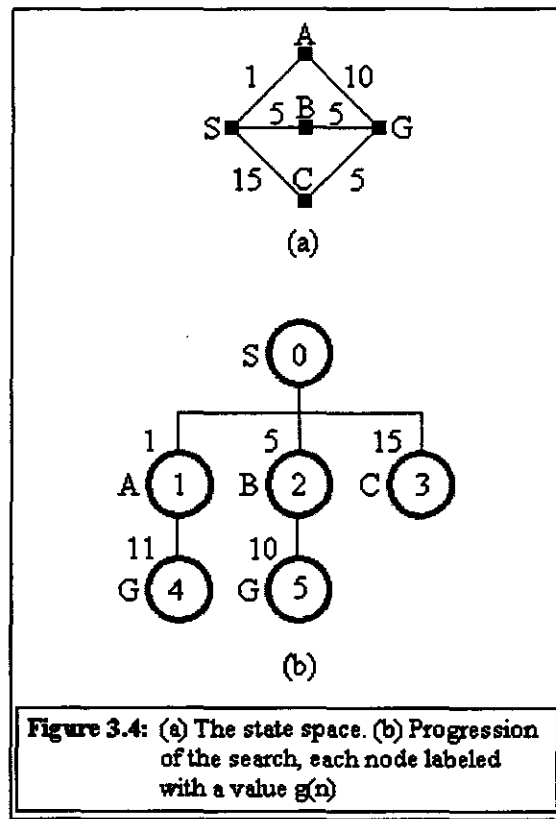 A
1 10
5 B 5
S G
15 C 5
(a)
S 0
1 5 15
A 1 B 2 C 3
11 10
G 4 G 5
(b)
Figure 3.4: (a) The state space. (b) Progression
of the search, each node labeled
with a value g(n)